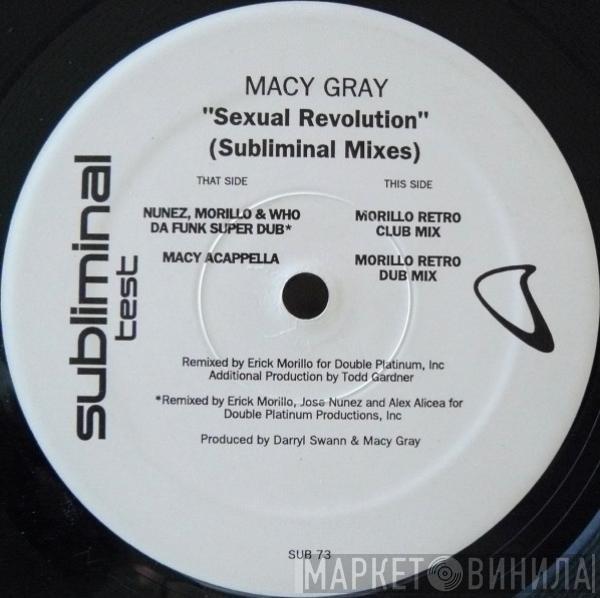 MACY GRAY
"Sexual Revolution"
(Subliminal Mixes)
THAT SIDE
NUNEZ, MORILLO & WHO
DA FUNK SUPER DUB*
MACY ACAPPELLA
THIS SIDE
MORILLO RETRO
CLUB MIX
MORILLO RETRO
DUB MIX
subliminal
test
Remixed by Erick Morillo for Double Platinum, Inc
Additional Production by Todd Gardner
*Remixed by Erick Morillo, Jose Nunez and Alex Alicea for
Double Platinum Productions, Inc
Produced by Darryl Swann & Macy Gray
SUB 73
МАРКЕТ ВИНИЛА